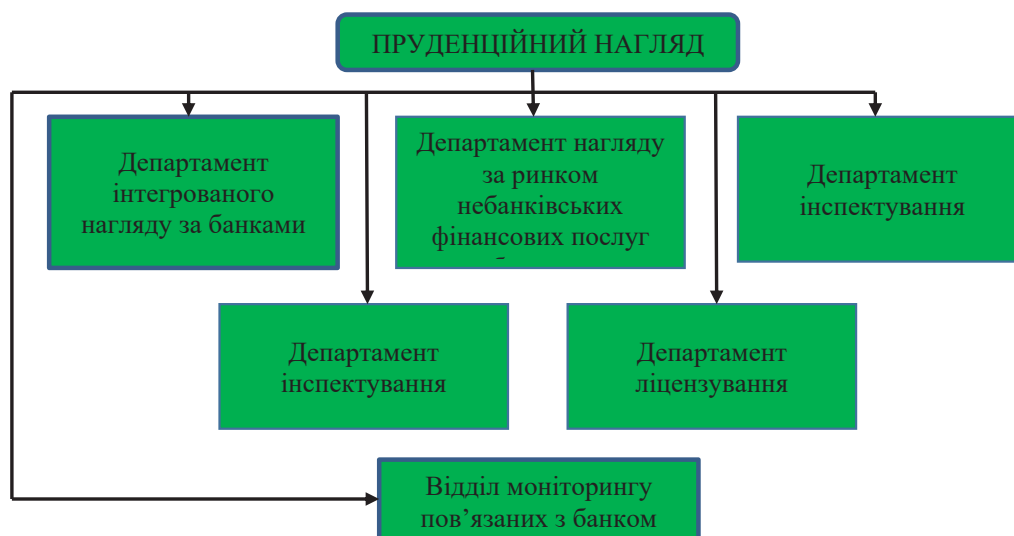 ПРУДЕНЦІЙНИЙ НАГЛЯД
Департамент
інтегрованого
нагляду за банками
Департамент нагляду
за ринком
небанківських
фінансових послуг
Департамент
інспектування
Департамент
інспектування
Департамент
ліцензування
Відділ моніторингу
пов’язаних з банком